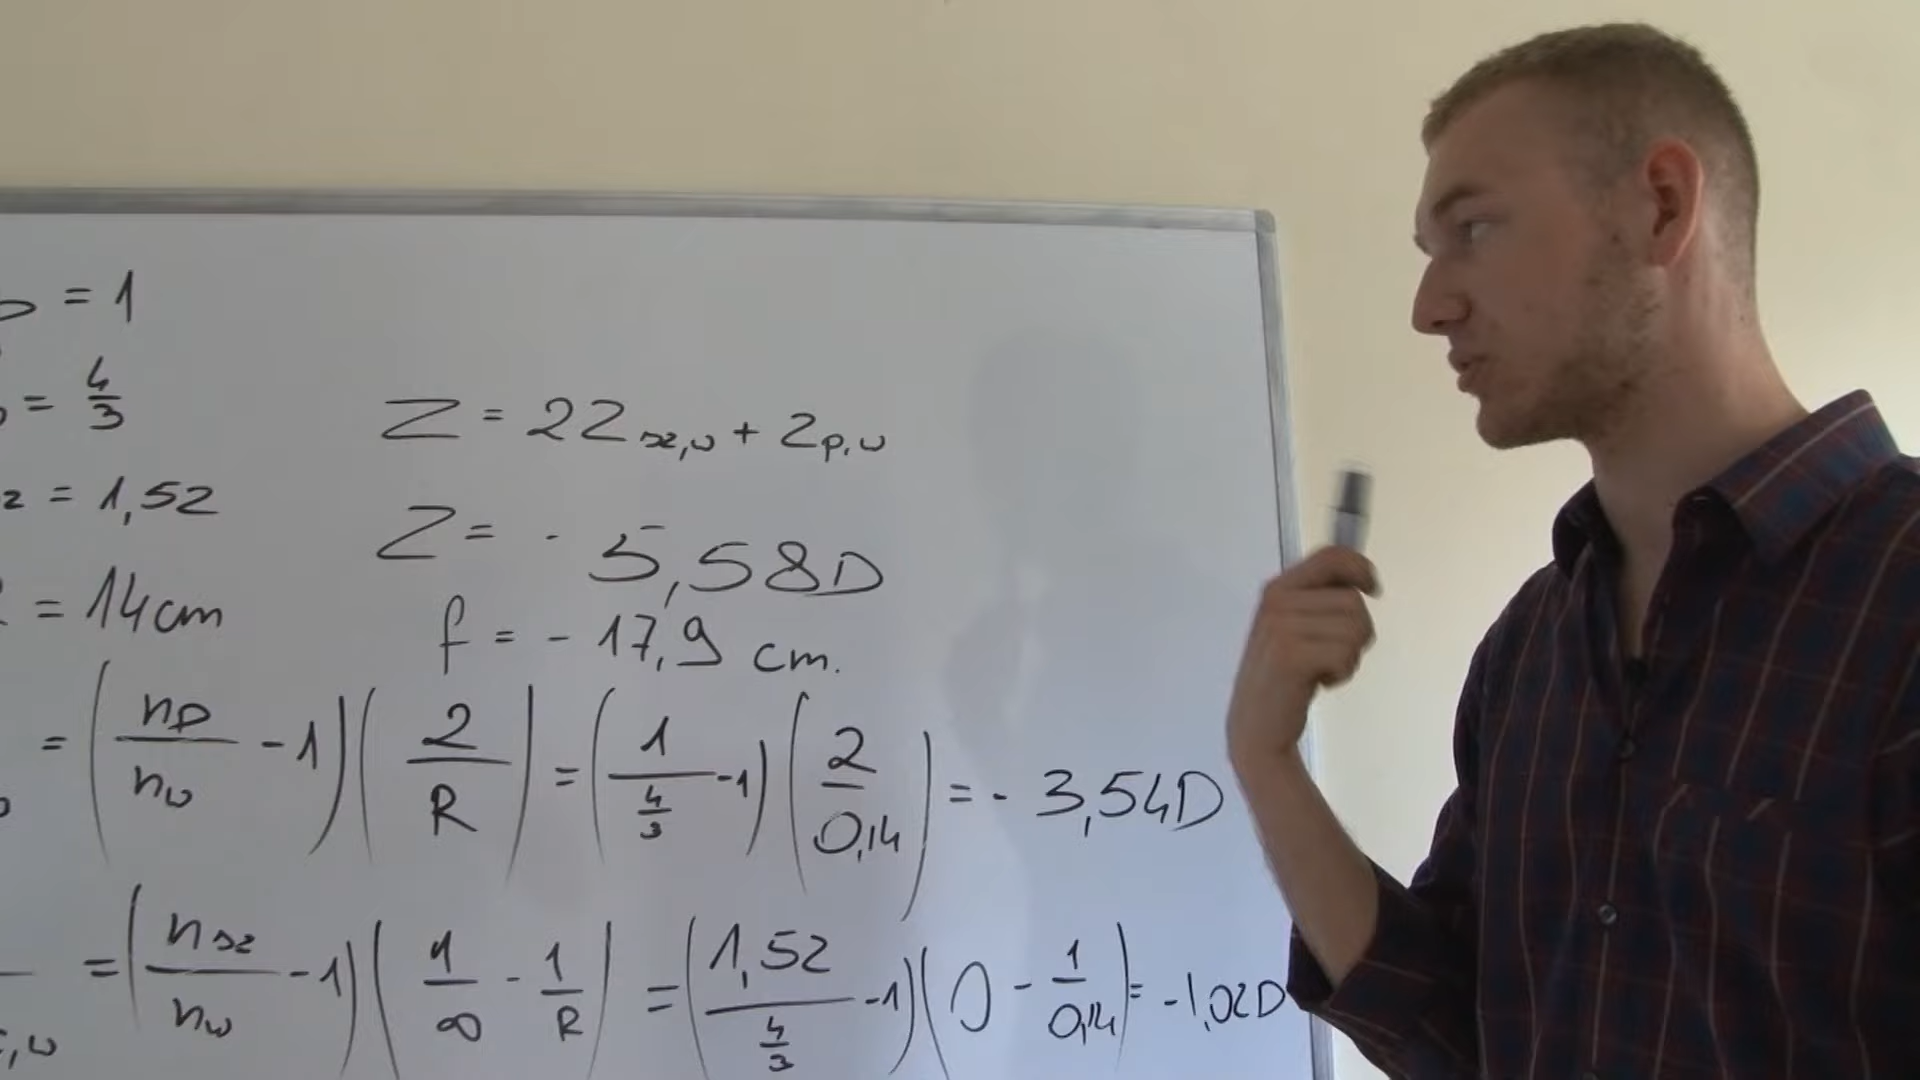 = 1
= 4/3
z = 1,52
= 14 cm
Z = 2Z sz,w + Z p,w
Z = - 5,58D
f = - 17,9 cm.
= (n p / n w - 1)(2/R) = (1 / 4/3 - 1)(2 / 0,14) = - 3,54D
= (n sz / n w - 1)(1/∞ - 1/R) = (1,52 / 4/3 - 1)(0 - 1 / 0,14) = - 1,02D
,w